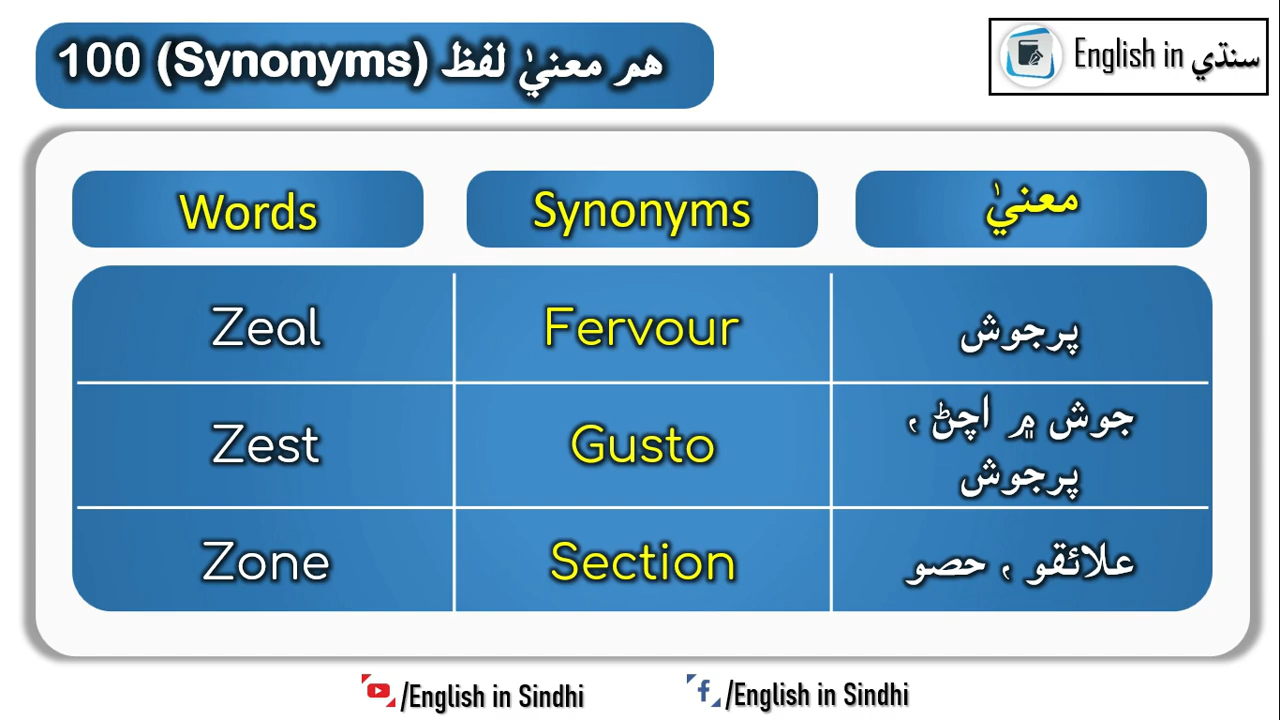 100 (Synonyms) هم معنيٰ لفظ
English in سنڌي
Words Synonyms معنيٰ
Zeal Fervour پرجوش
Zest Gusto جوش ۾ اچڻ ،
پرجوش
Zone Section علائقو ، حصو
/English in Sindhi /English in Sindhi